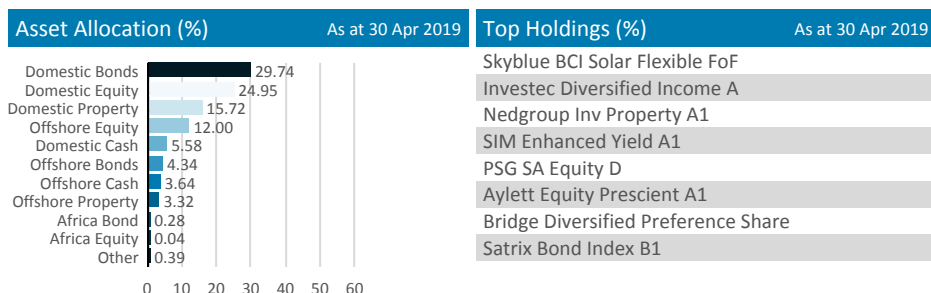 Asset Allocation (%) As at 30 Apr 2019
Domestic Bonds 29.74
Domestic Equity 24.95
Domestic Property 15.72
Offshore Equity 12.00
Domestic Cash 5.58
Offshore Bonds 4.34
Offshore Cash 3.64
Offshore Property 3.32
Africa Bond 0.28
Africa Equity 0.04
Other 0.39
0 10 20 30 40 50 60
Top Holdings (%) As at 30 Apr 2019
Skyblue BCI Solar Flexible FoF
Investec Diversified Income A
Nedgroup Inv Property A1
SIM Enhanced Yield A1
PSG SA Equity D
Aylett Equity Prescient A1
Bridge Diversified Preference Share
Satrix Bond Index B1